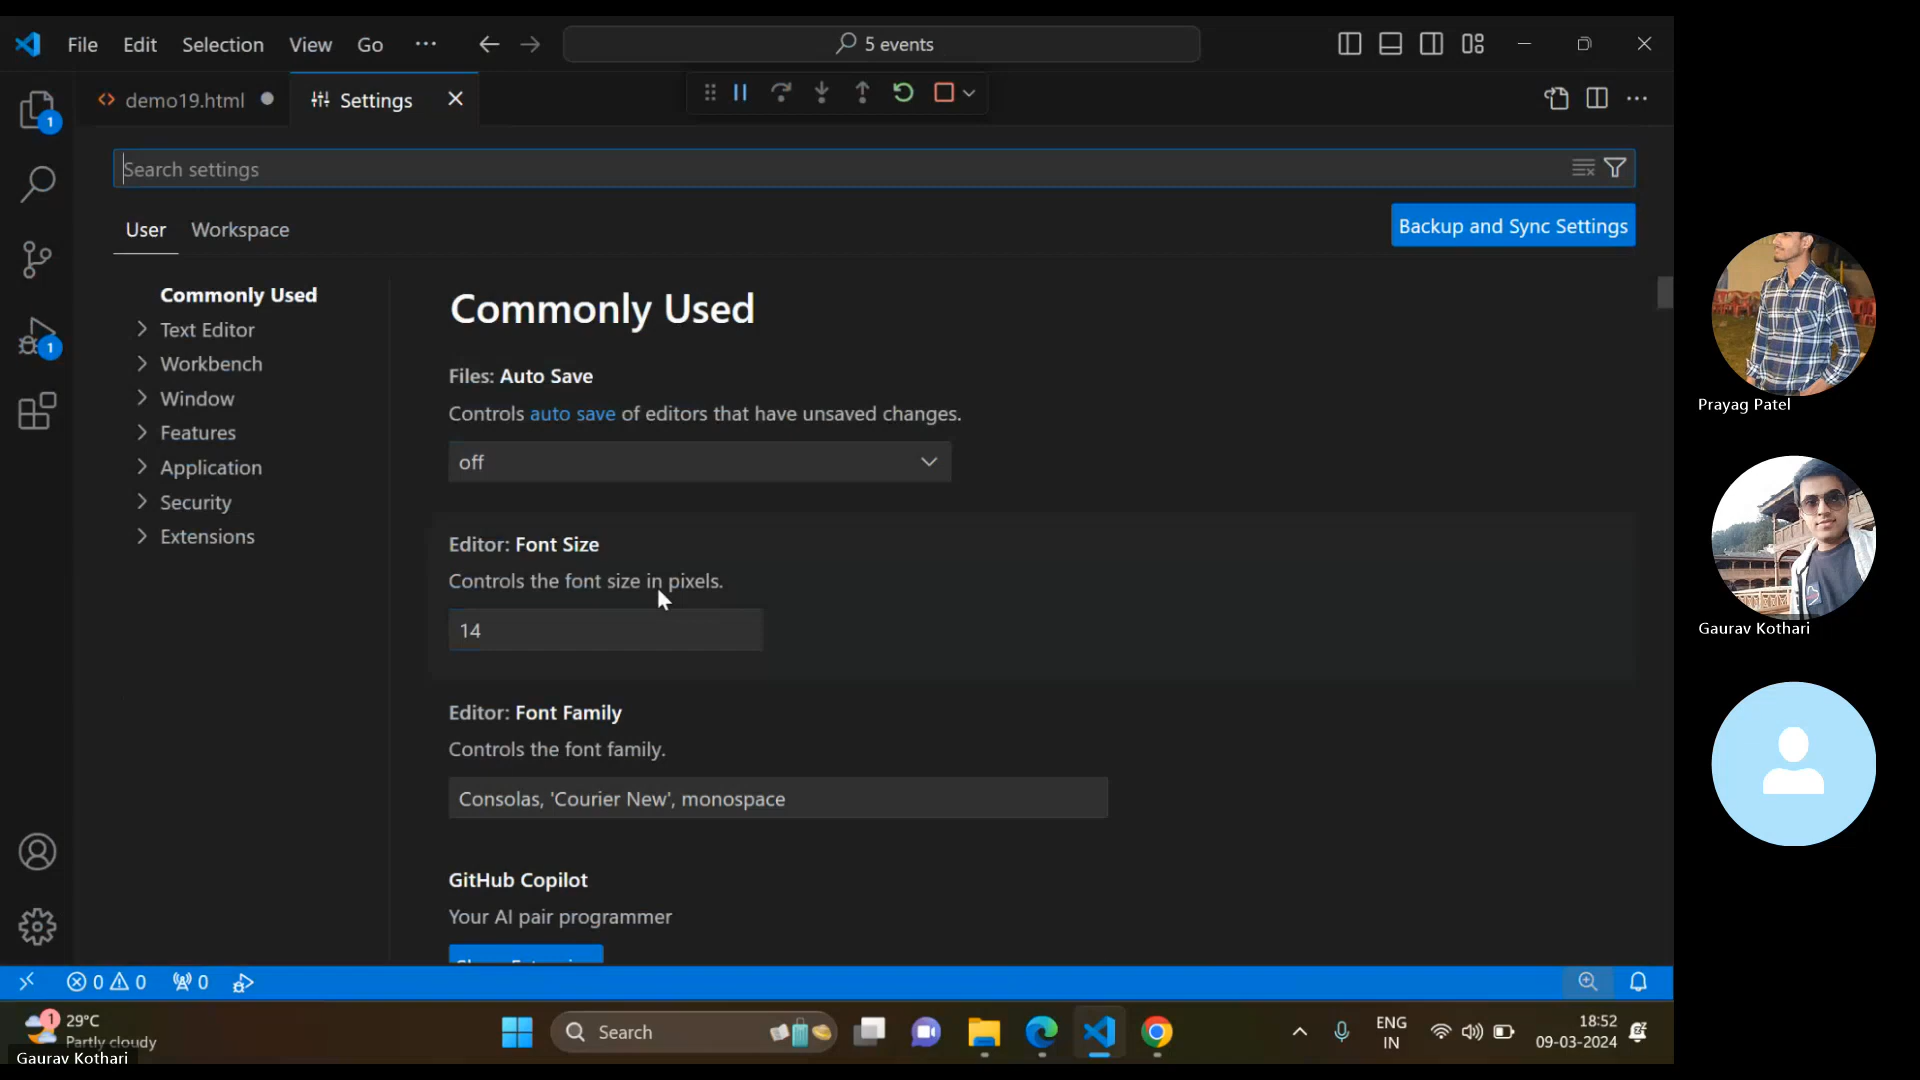 File Edit Selection View Go ··· 5 events
demo19.html Settings
1
Search settings
User Workspace
Backup and Sync Settings
Commonly Used
Text Editor
Workbench
Window
Features
Application
Security
Extensions
1
Commonly Used
Files: Auto Save
Controls auto save of editors that have unsaved changes.
off
Editor: Font Size
Controls the font size in pixels.
14
Editor: Font Family
Controls the font family.
Consolas, 'Courier New', monospace
GitHub Copilot
Your AI pair programmer
0 0 0
1
29°C
Partly cloudy
Search
ENG
IN
18:52
09-03-2024
Gaurav Kothari
Prayag Patel
Gaurav Kothari